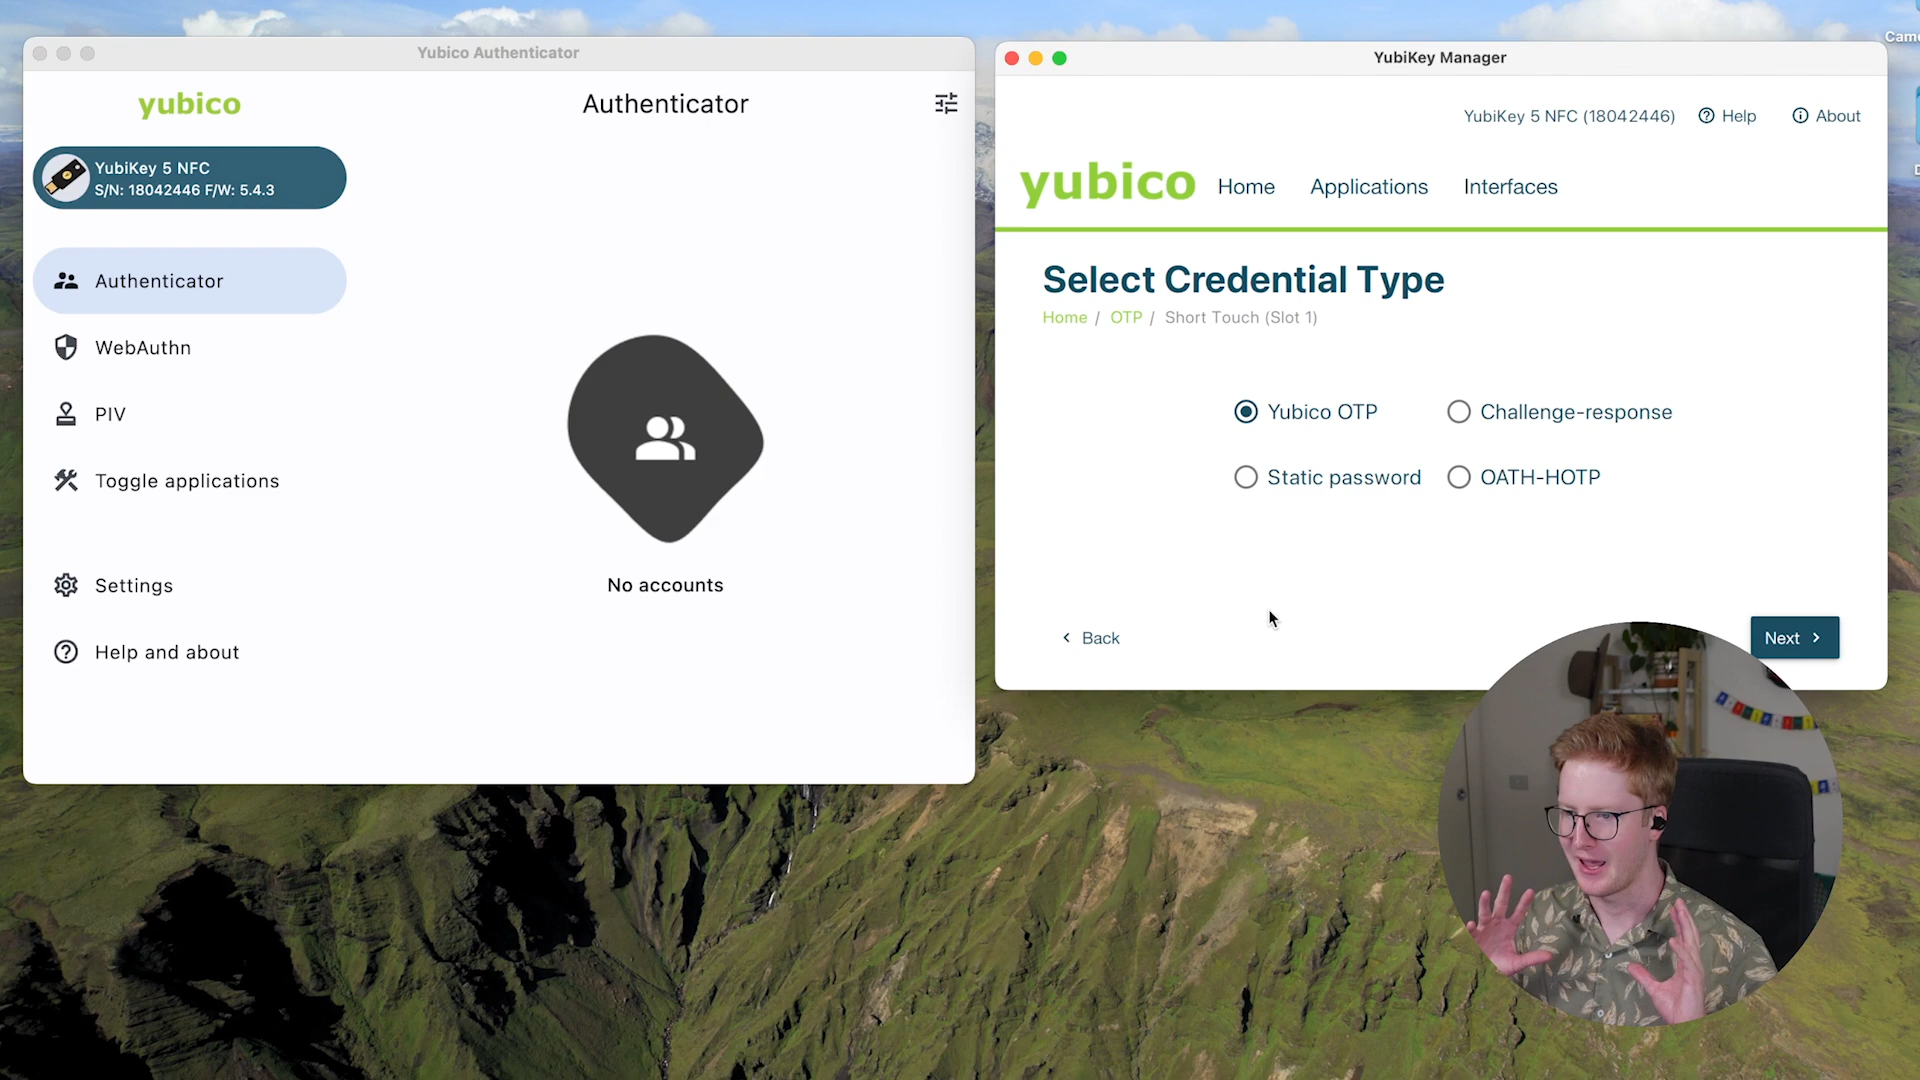 Yubico Authenticator
yubico
Authenticator
YubiKey 5 NFC
S/N: 18042446 F/W: 5.4.3
Authenticator
WebAuthn
PIV
Toggle applications
Settings
Help and about
No accounts
YubiKey Manager
YubiKey 5 NFC (18042446)
Help
About
yubico
Home
Applications
Interfaces
Select Credential Type
Home / OTP / Short Touch (Slot 1)
Yubico OTP
Challenge-response
Static password
OATH-HOTP
Back
Next